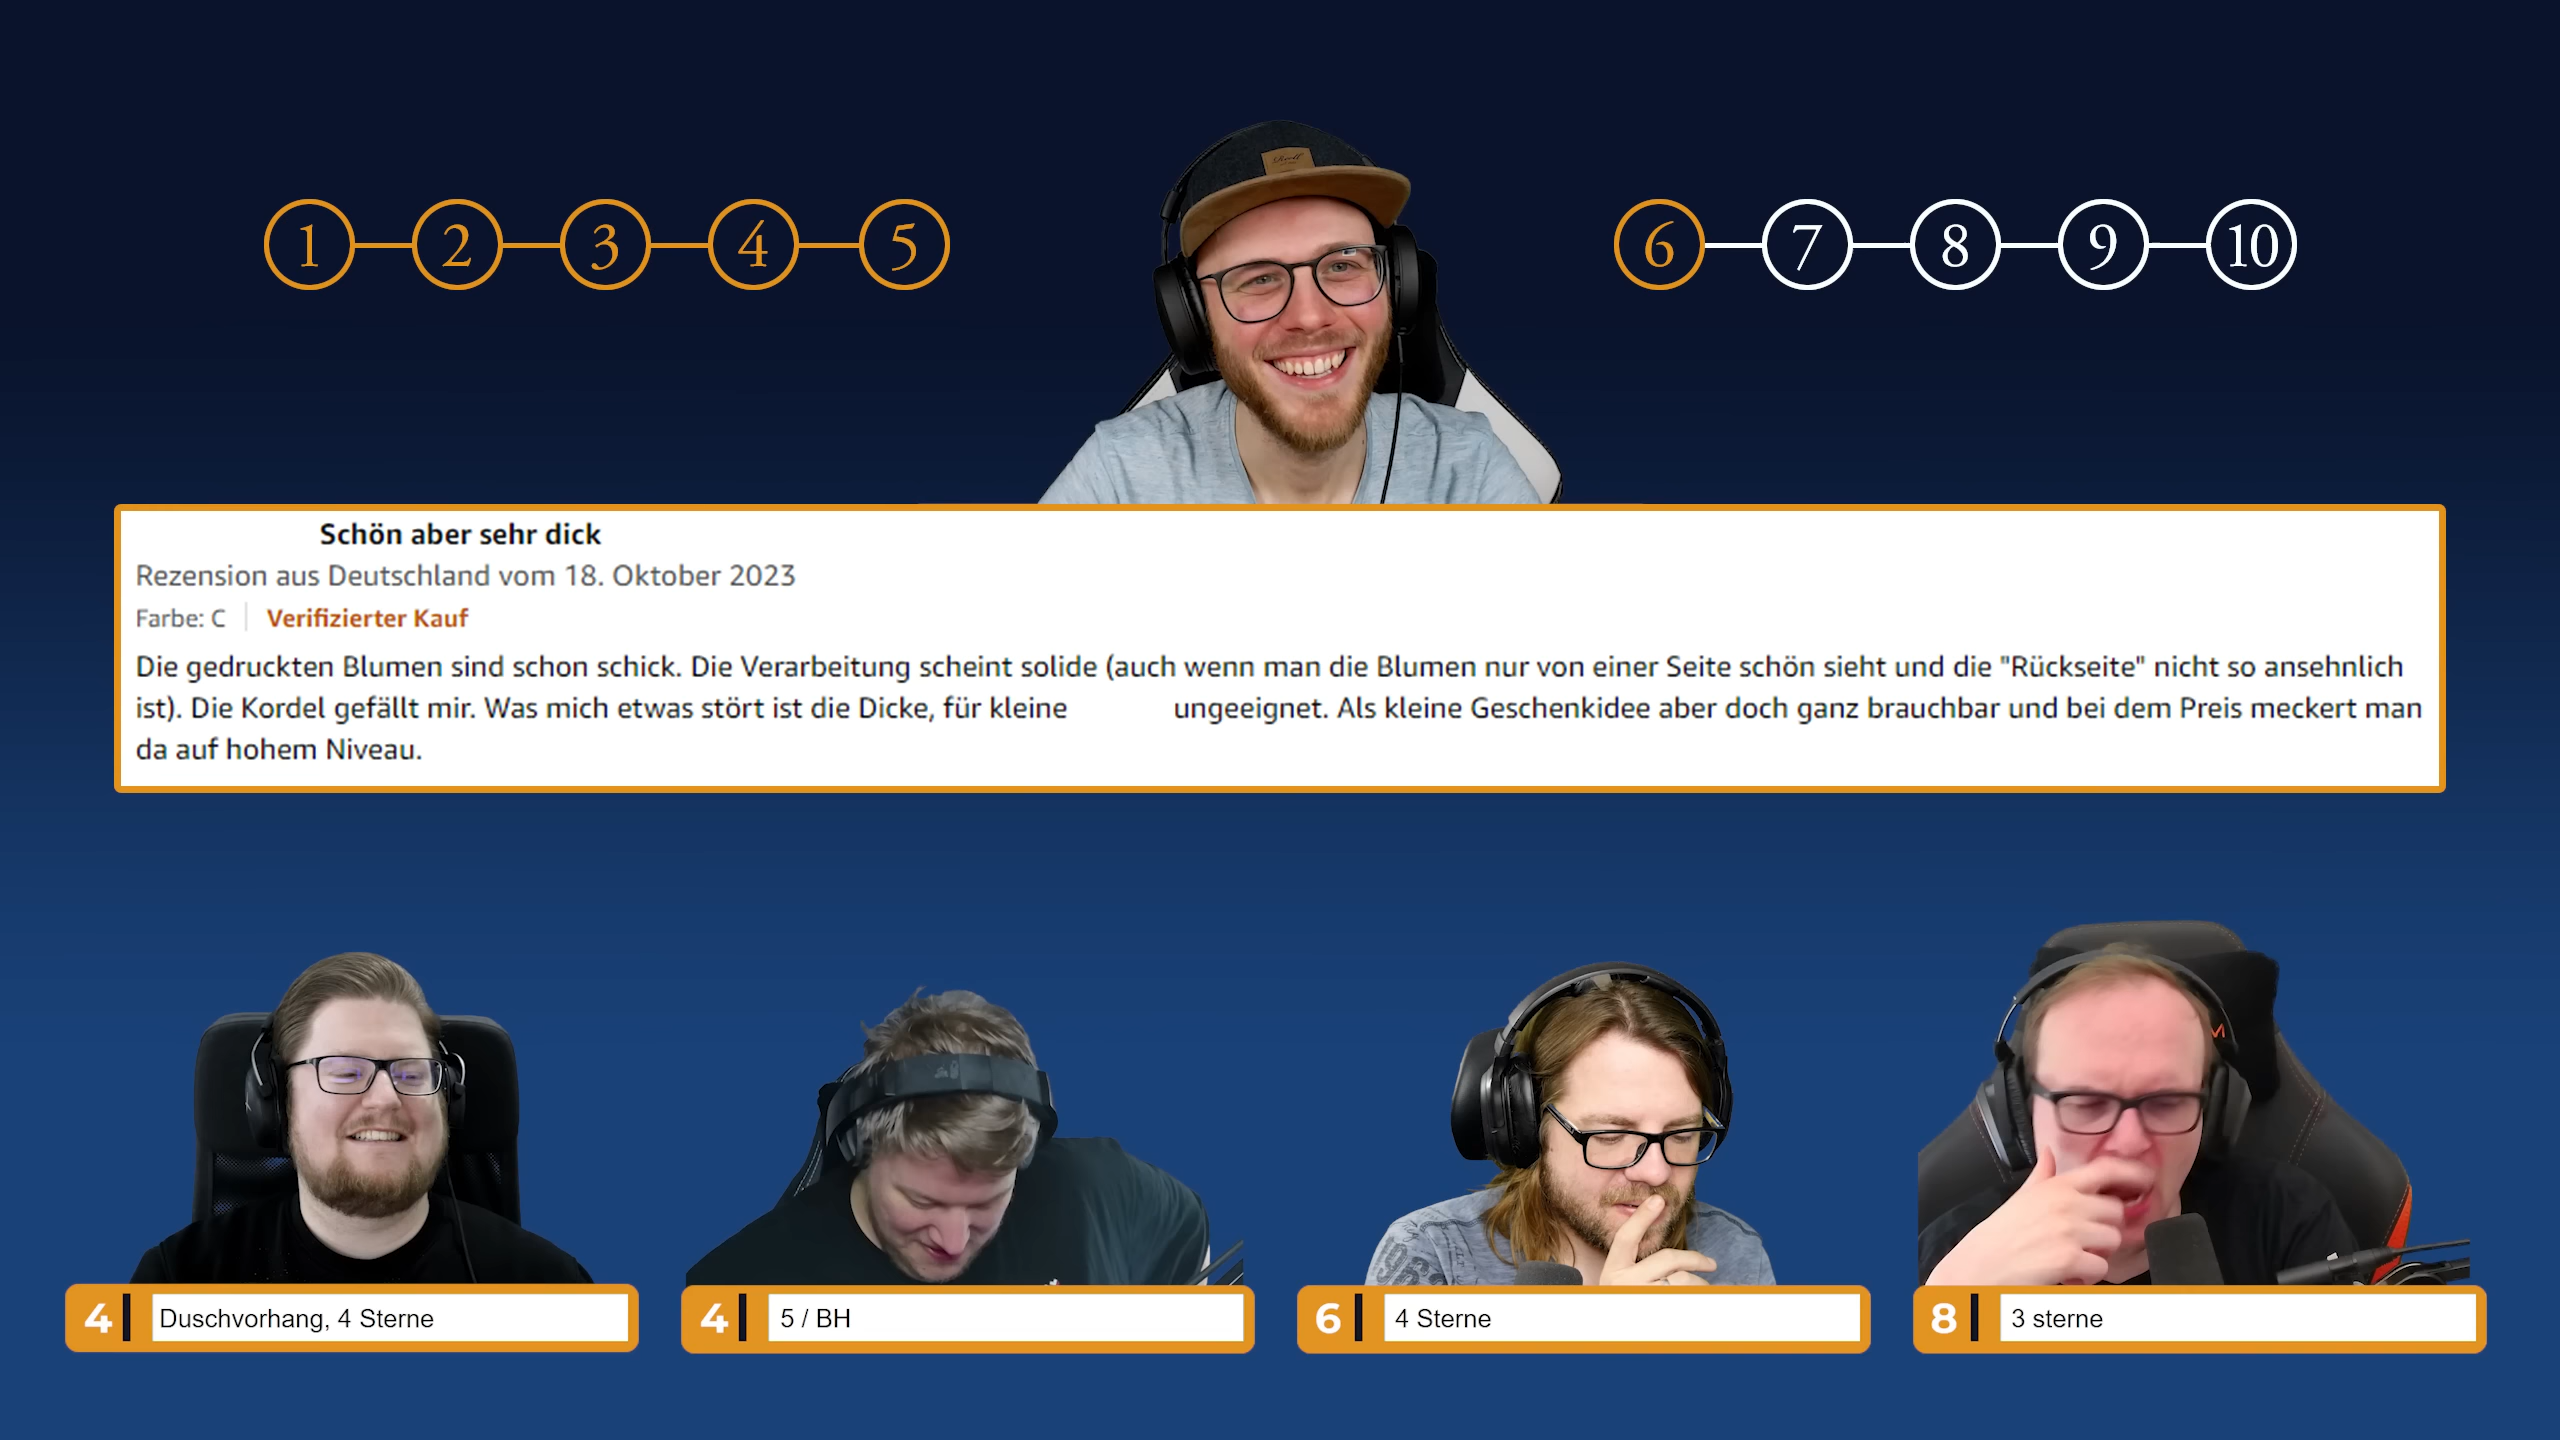 1 2 3 4 5
6 7 8 9 10
Schön aber sehr dick
Rezension aus Deutschland vom 18. Oktober 2023
Farbe: C Verifizierter Kauf
Die gedruckten Blumen sind schon schick. Die Verarbeitung scheint solide (auch wenn man die Blumen nur von einer Seite schön sieht und die "Rückseite" nicht so ansehnlich
ist). Die Kordel gefällt mir. Was mich etwas stört ist die Dicke, für kleine ungeeignet. Als kleine Geschenkidee aber doch ganz brauchbar und bei dem Preis meckert man
da auf hohem Niveau.
4 Duschvorhang, 4 Sterne
4 5 / BH
6 4 Sterne
8 3 sterne